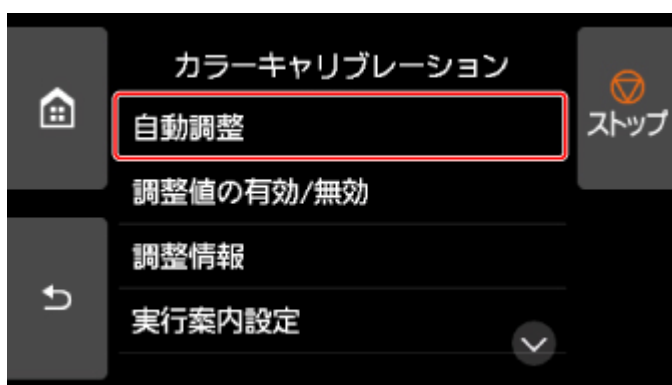 カラーキャリブレーション
自動調整
ストップ
調整値の有効/無効
調整情報
実行案内設定